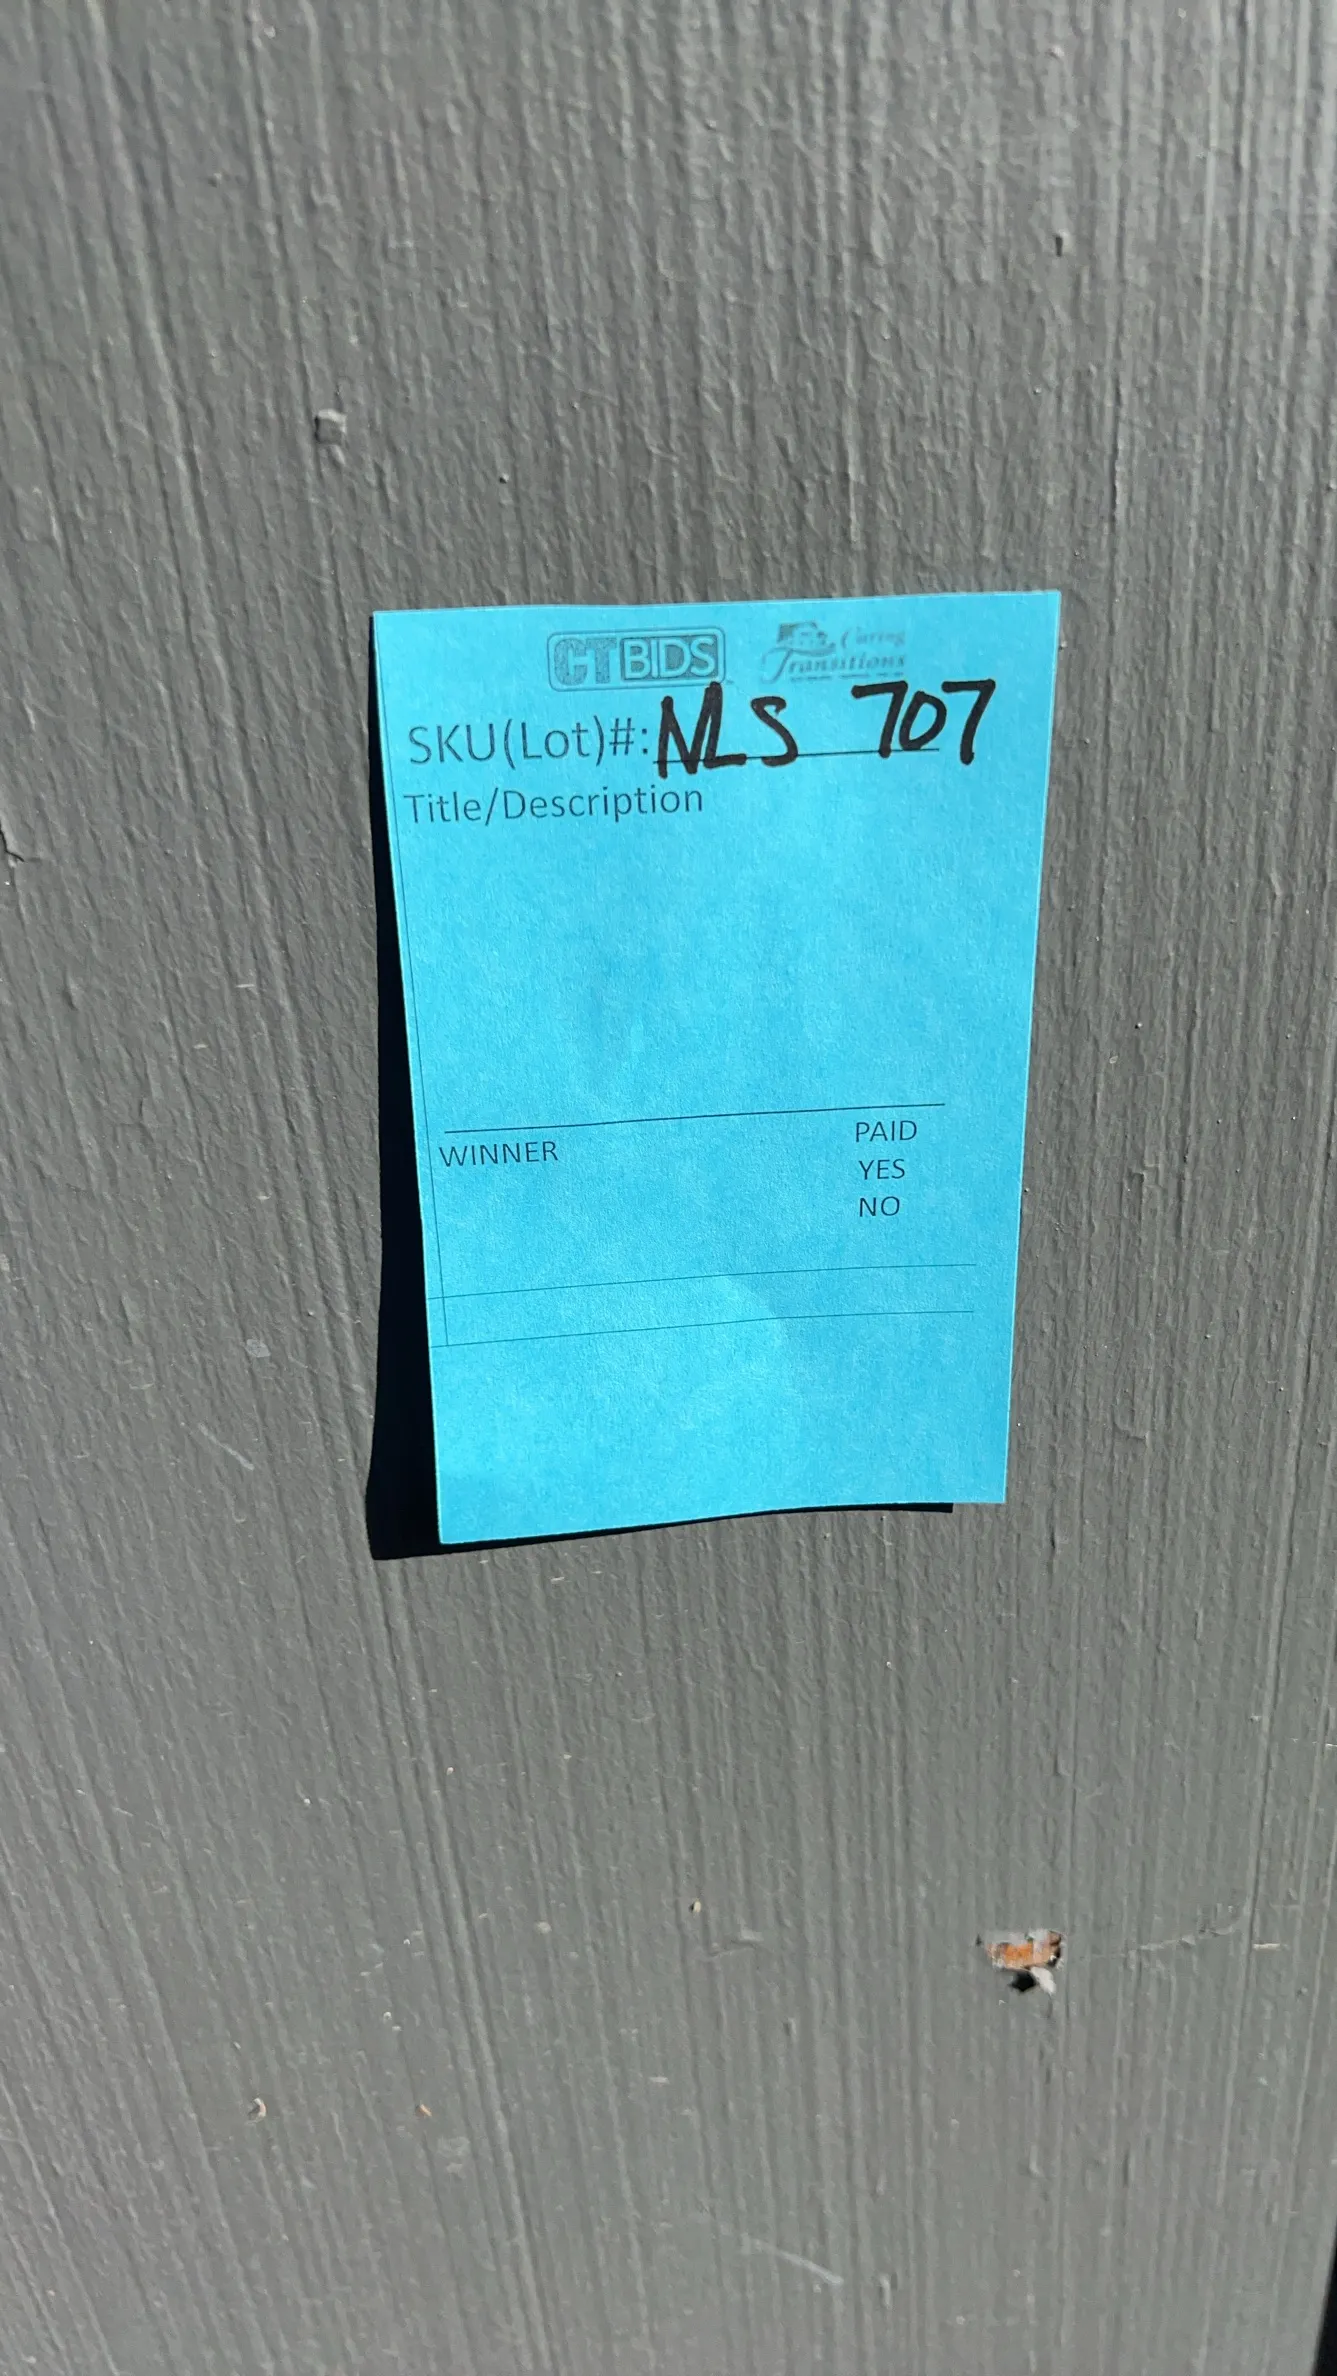 CTBIDS Caring Transitions
SKU(Lot)#: NLS 707
Title/Description
WINNER
PAID
YES
NO